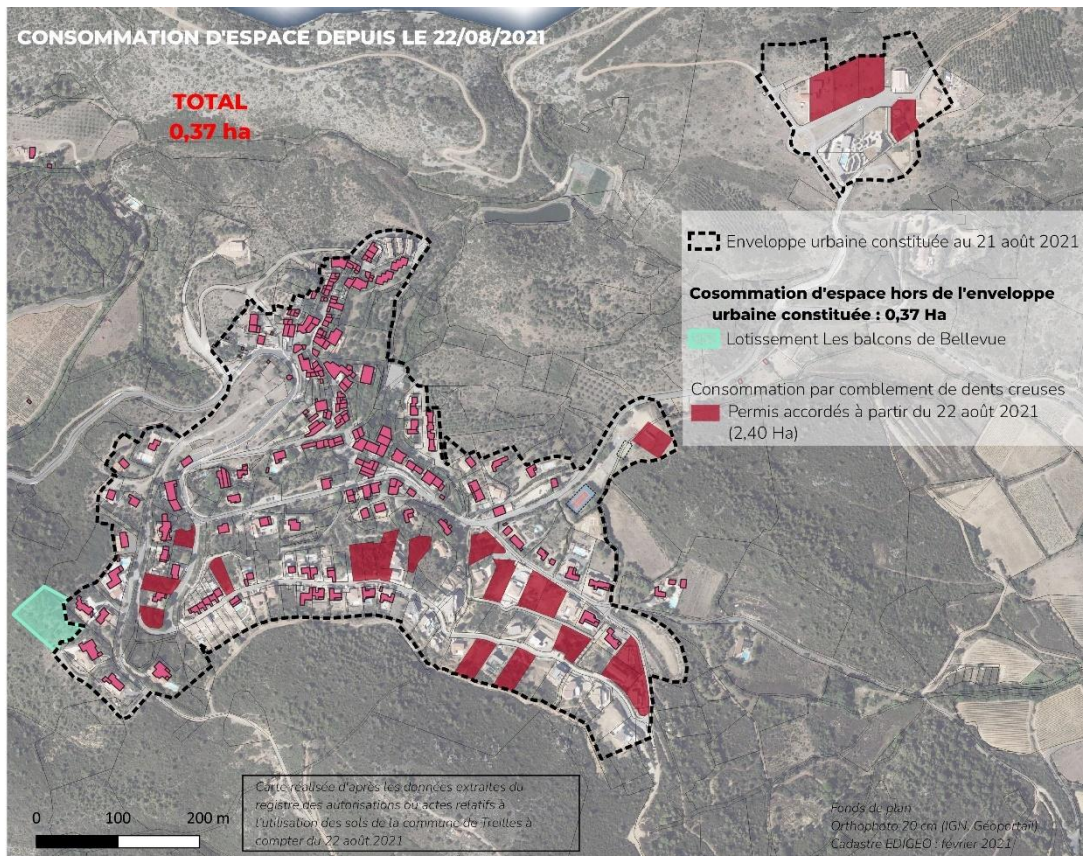 CONSOMMATION D'ESPACE DEPUIS LE 22/08/2021
TOTAL
0,37 ha
Enveloppe urbaine constituée au 21 août 2021
Cosommation d'espace hors de l'enveloppe
urbaine constituée : 0,37 Ha
Lotissement Les balcons de Bellevue
Consommation par comblement de dents creuses
Permis accordés à partir du 22 août 2021
(2,40 Ha)
Carte réalisée d'après les données extraites du
registre des autorisations ou actes relatifs à
l'utilisation des sols de la commune de Treilles à
compter du 22 août 2021
0 100 200 m
Fonds de plan
Orthophoto 20 cm (IGN, Géoportail)
Cadastre EDIGEO : février 2021